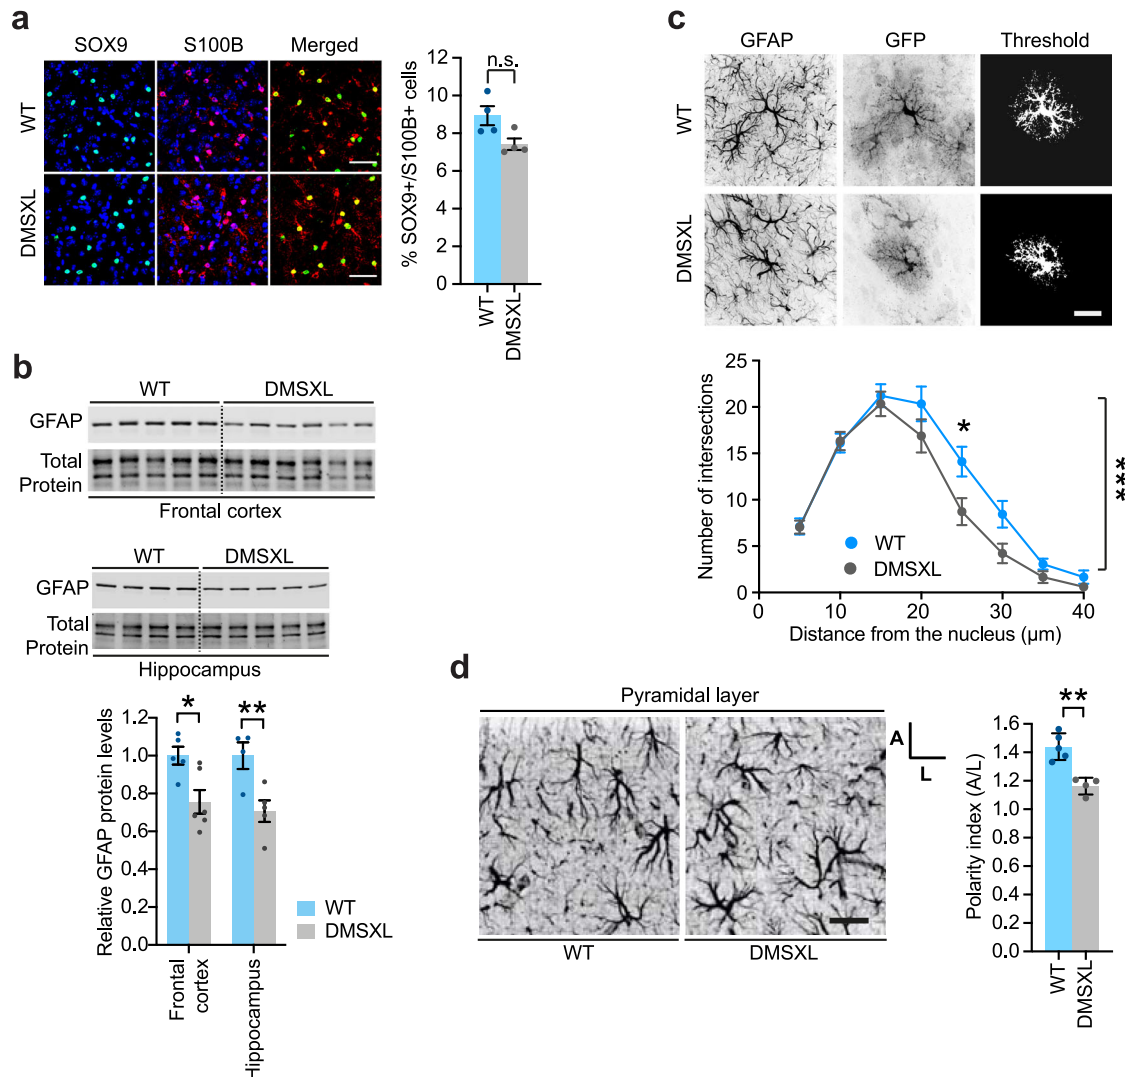 a
SOX9
S100B
Merged
WT
DMSXL
% SOX9+/S100B+ cells
12
10
8
6
4
2
0
n.s.
WT
DMSXL
b
WT
DMSXL
GFAP
Total
Protein
Frontal cortex
WT
DMSXL
GFAP
Total
Protein
Hippocampus
Relative GFAP protein levels
1.2
1.0
0.8
0.6
0.4
0.2
0.0
*
**
Frontal
cortex
Hippocampus
WT
DMSXL
c
GFAP
GFP
Threshold
WT
DMSXL
Number of intersections
25
20
15
10
5
0
*
***
WT
DMSXL
0
10
20
30
40
Distance from the nucleus (µm)
d
Pyramidal layer
WT
DMSXL
A
L
Polarity index (A/L)
1.6
1.4
1.2
1.0
0.8
0.6
0.4
0.2
0.0
**
WT
DMSXL